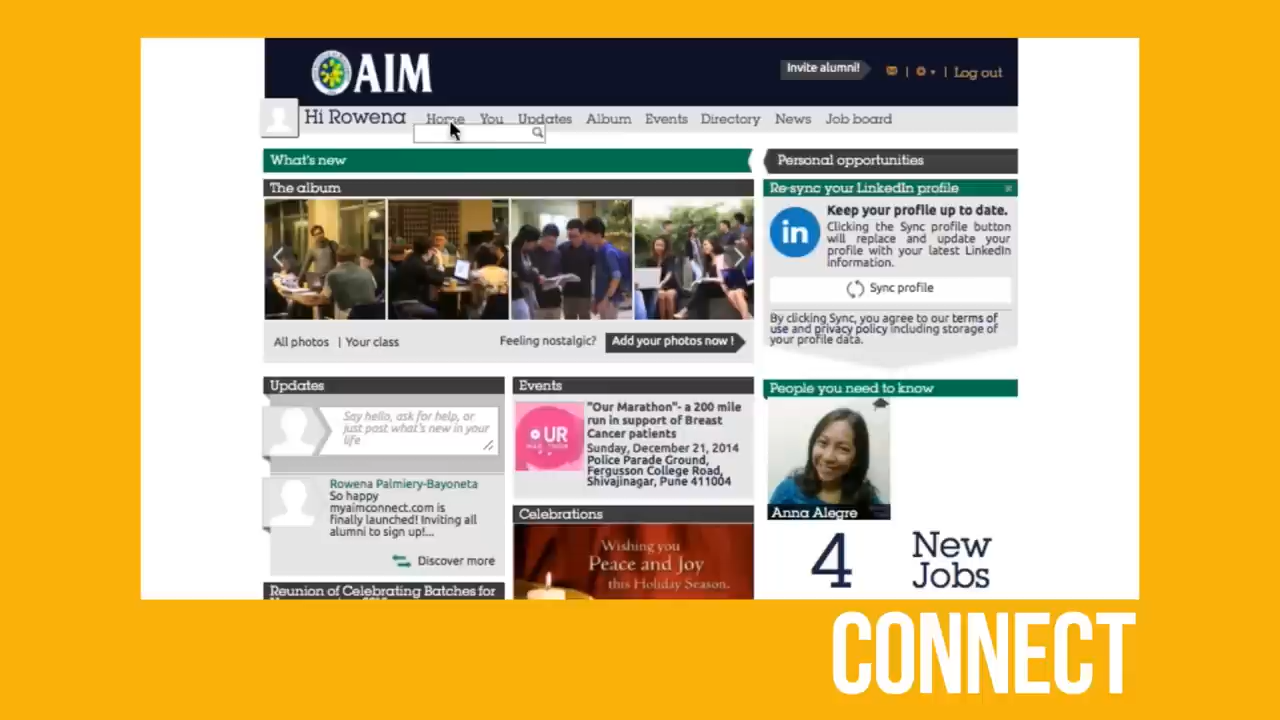 AIM
Invite alumni!
| | Log out
Hi Rowena
Home You Updates Album Events Directory News Job board
What's new
The album
All photos | Your class
Feeling nostalgic?
Add your photos now !
Updates
Say hello, ask for help, or
just post what's new in your
life
Rowena Palmiery-Bayoneta
So happy
myaimconnect.com is
finally launched! Inviting all
alumni to sign up!...
Discover more
Reunion of Celebrating Batches for
Events
OUR
"Our Marathon"- a 200 mile
run in support of Breast
Cancer patients
Sunday, December 21, 2014
Police Parade Ground,
Fergusson College Road,
Shivajinagar, Pune 411004
Celebrations
Wishing you
Peace and Joy
this Holiday Season.
Personal opportunities
Re-sync your LinkedIn profile
in
Keep your profile up to date.
Clicking the Sync profile button
will replace and update your
profile with your latest LinkedIn
information.
Sync profile
By clicking Sync, you agree to our terms of
use and privacy policy including storage of
your profile data.
People you need to know
Anna Alegre
4 New
Jobs
CONNECT